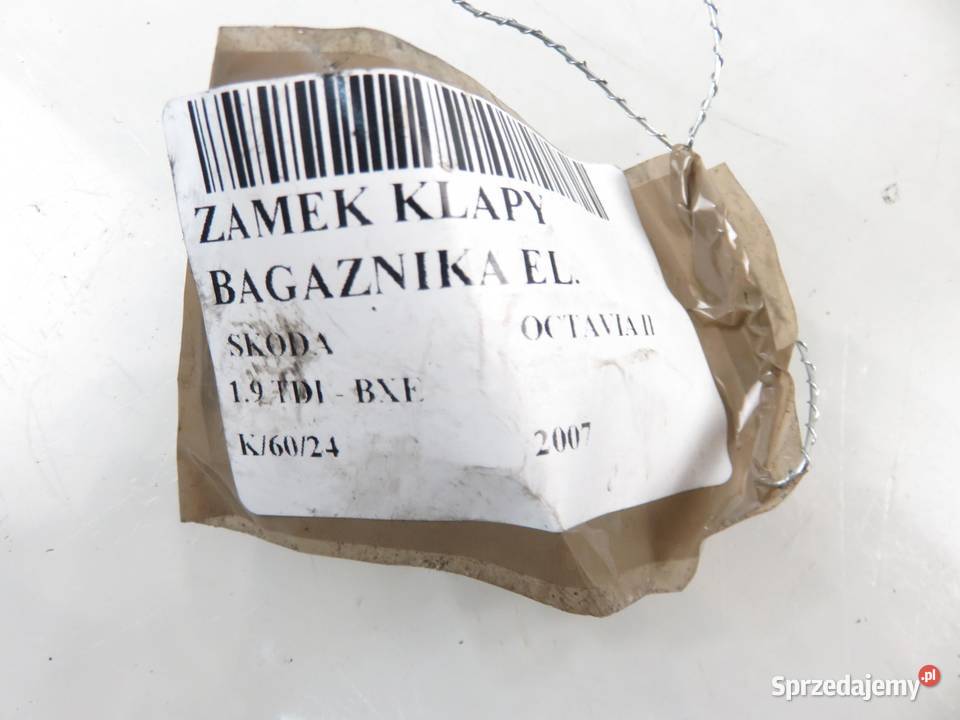 ZAMEK KLAPY
BAGAZNIKA EL.
SKODA OCTAVIA II
1.9 TDI - BXE
K/60/24 2007
Sprzedajemy.pl